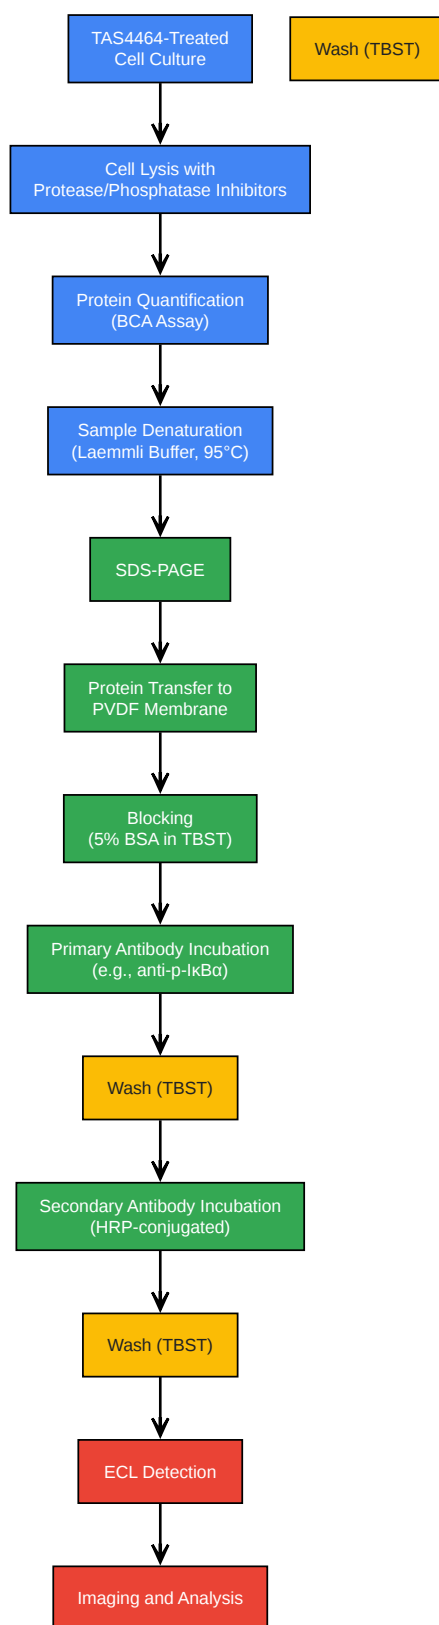 TAS4464-Treated
Cell Culture
Wash (TBST)
Cell Lysis with
Protease/Phosphatase Inhibitors
Protein Quantification
(BCA Assay)
Sample Denaturation
(Laemmli Buffer, 95°C)
SDS-PAGE
Protein Transfer to
PVDF Membrane
Blocking
(5% BSA in TBST)
Primary Antibody Incubation
(e.g., anti-p-IκBα)
Wash (TBST)
Secondary Antibody Incubation
(HRP-conjugated)
Wash (TBST)
ECL Detection
Imaging and Analysis